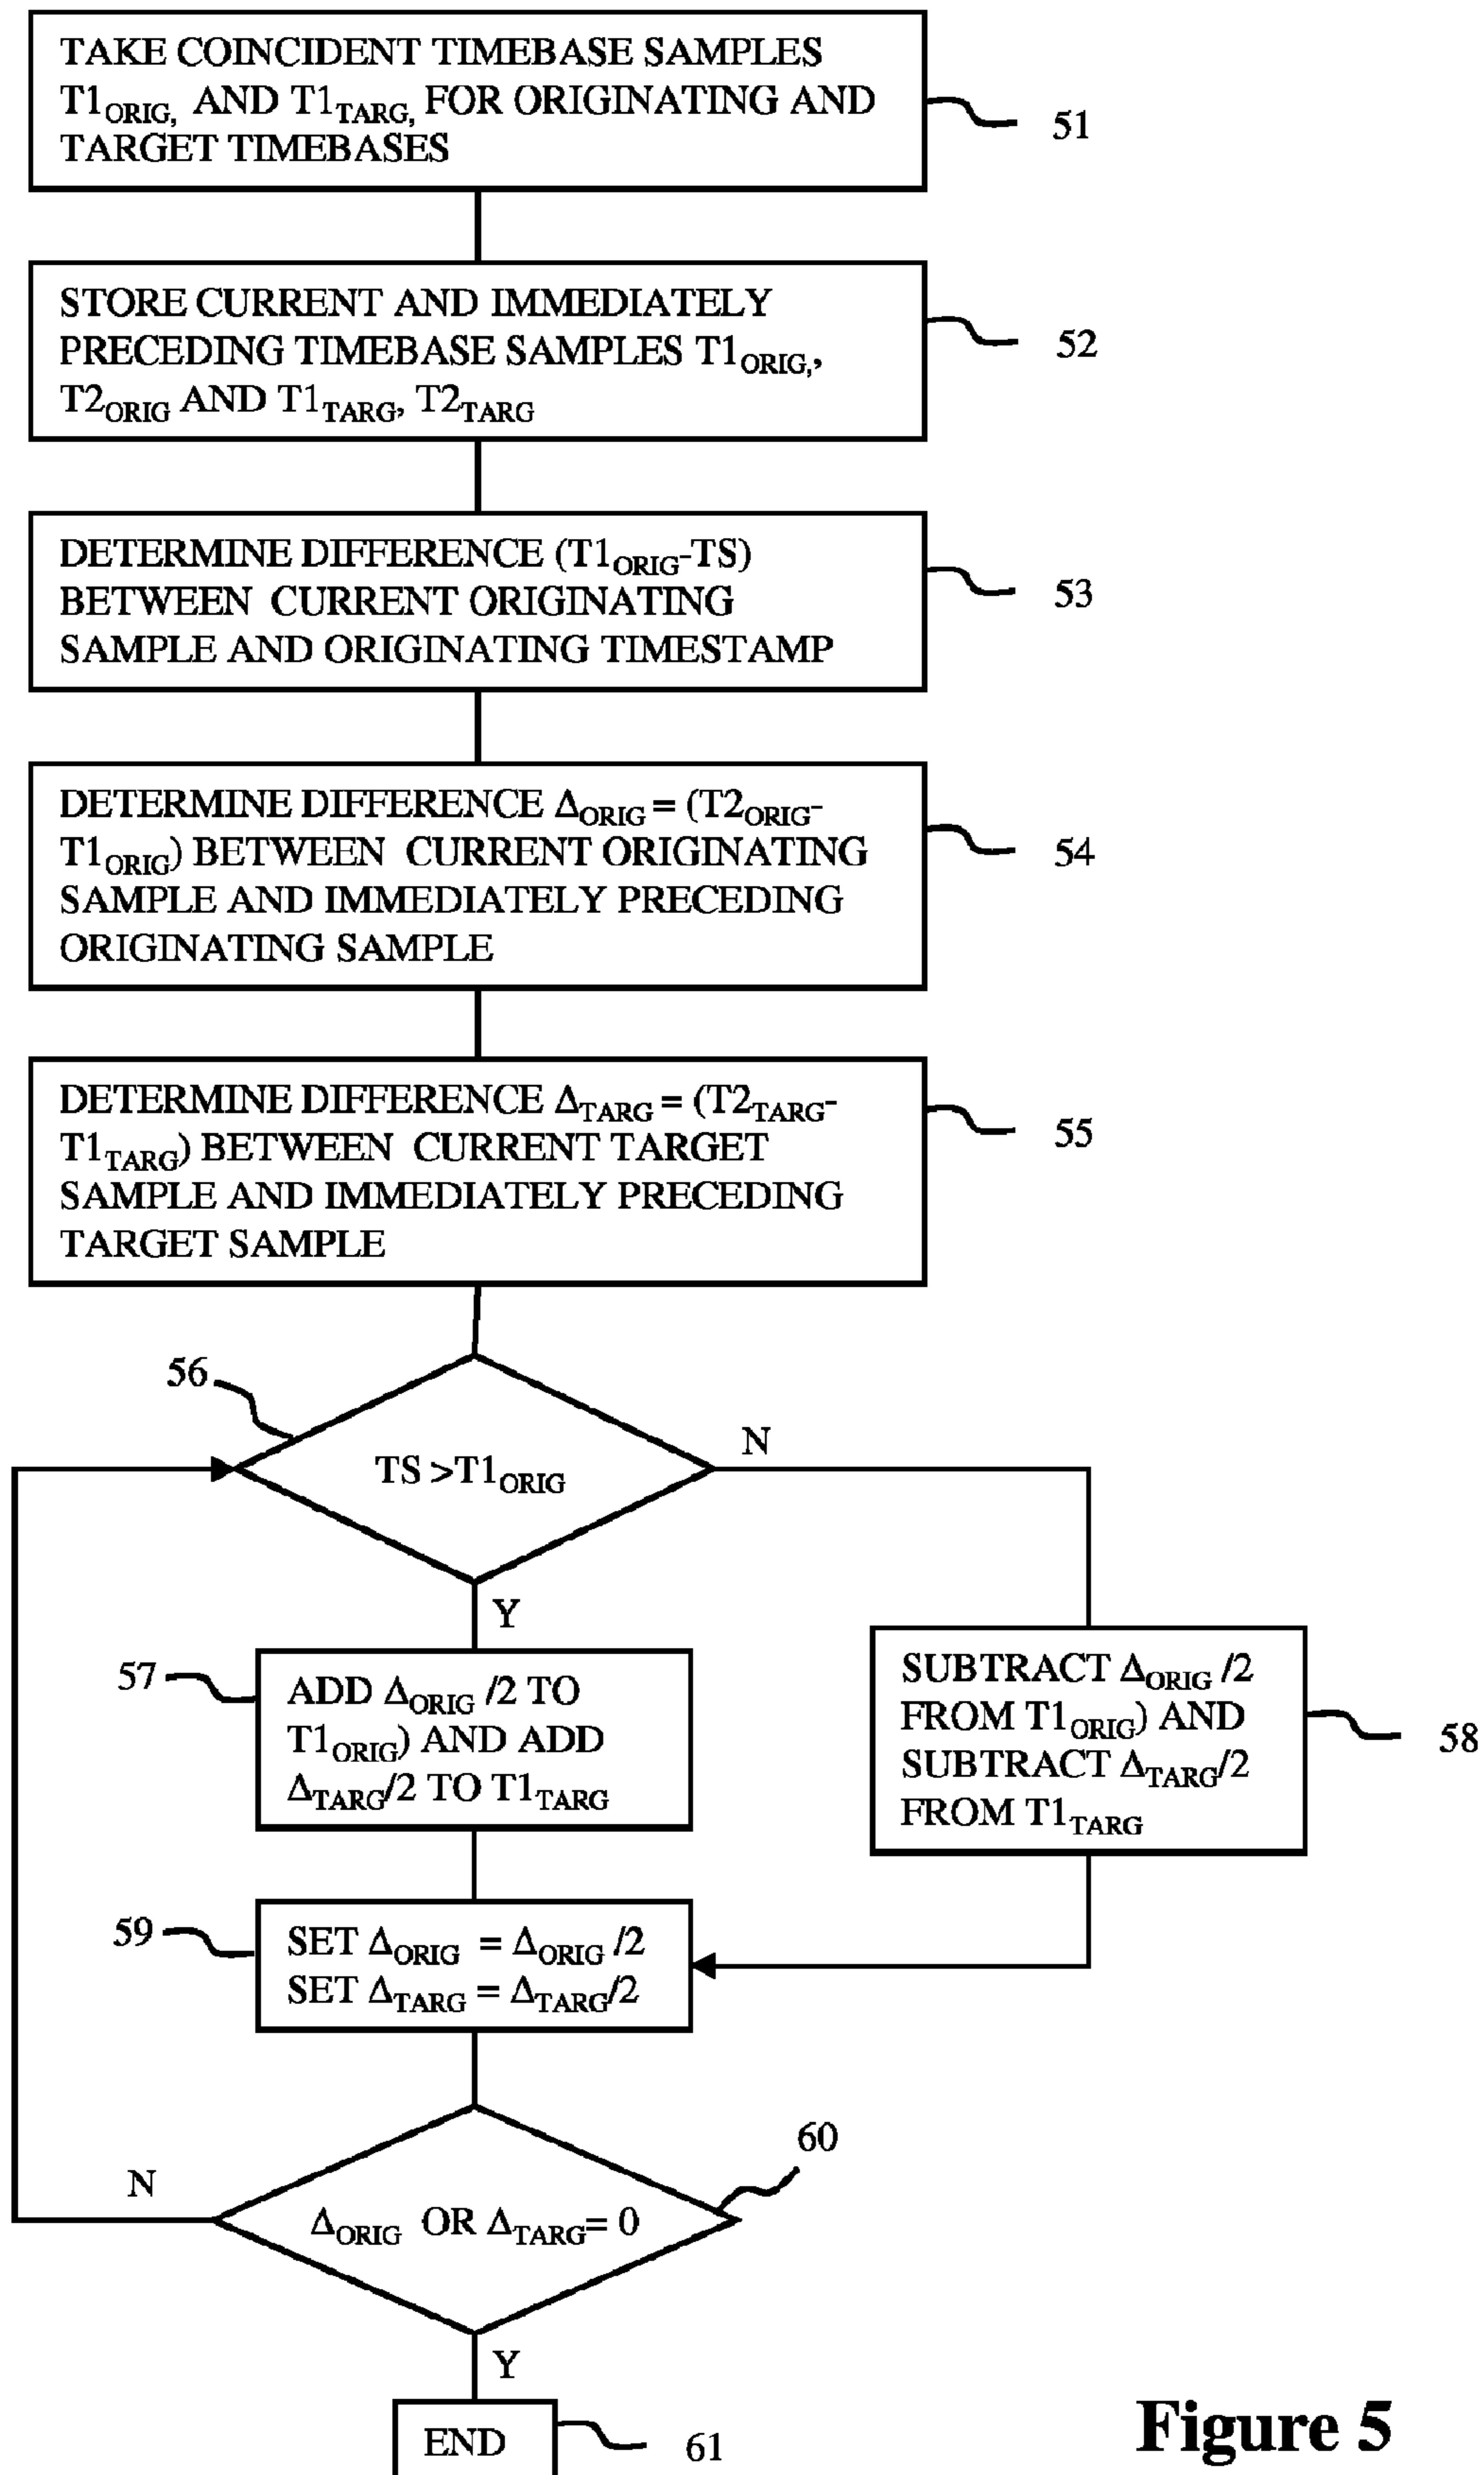 TAKE COINCIDENT TIMEBASE SAMPLES
T1ORIG, AND T1TARG, FOR ORIGINATING AND
TARGET TIMEBASES
51
STORE CURRENT AND IMMEDIATELY
PRECEDING TIMEBASE SAMPLES T1ORIG,,
T2ORIG AND T1TARG, T2TARG
52
DETERMINE DIFFERENCE (T1ORIG-TS)
BETWEEN CURRENT ORIGINATING
SAMPLE AND ORIGINATING TIMESTAMP
53
DETERMINE DIFFERENCE ΔORIG = (T2ORIG-
T1ORIG) BETWEEN CURRENT ORIGINATING
SAMPLE AND IMMEDIATELY PRECEDING
ORIGINATING SAMPLE
54
DETERMINE DIFFERENCE ΔTARG = (T2TARG-
T1TARG) BETWEEN CURRENT TARGET
SAMPLE AND IMMEDIATELY PRECEDING
TARGET SAMPLE
55
56
TS >T1ORIG
N
Y
57
ADD ΔORIG /2 TO
T1ORIG) AND ADD
ΔTARG/2 TO T1TARG
SUBTRACT ΔORIG /2
FROM T1ORIG) AND
SUBTRACT ΔTARG/2
FROM T1TARG
58
59
SET ΔORIG = ΔORIG /2
SET ΔTARG = ΔTARG/2
60
N
ΔORIG OR ΔTARG= 0
Y
END
61
Figure 5